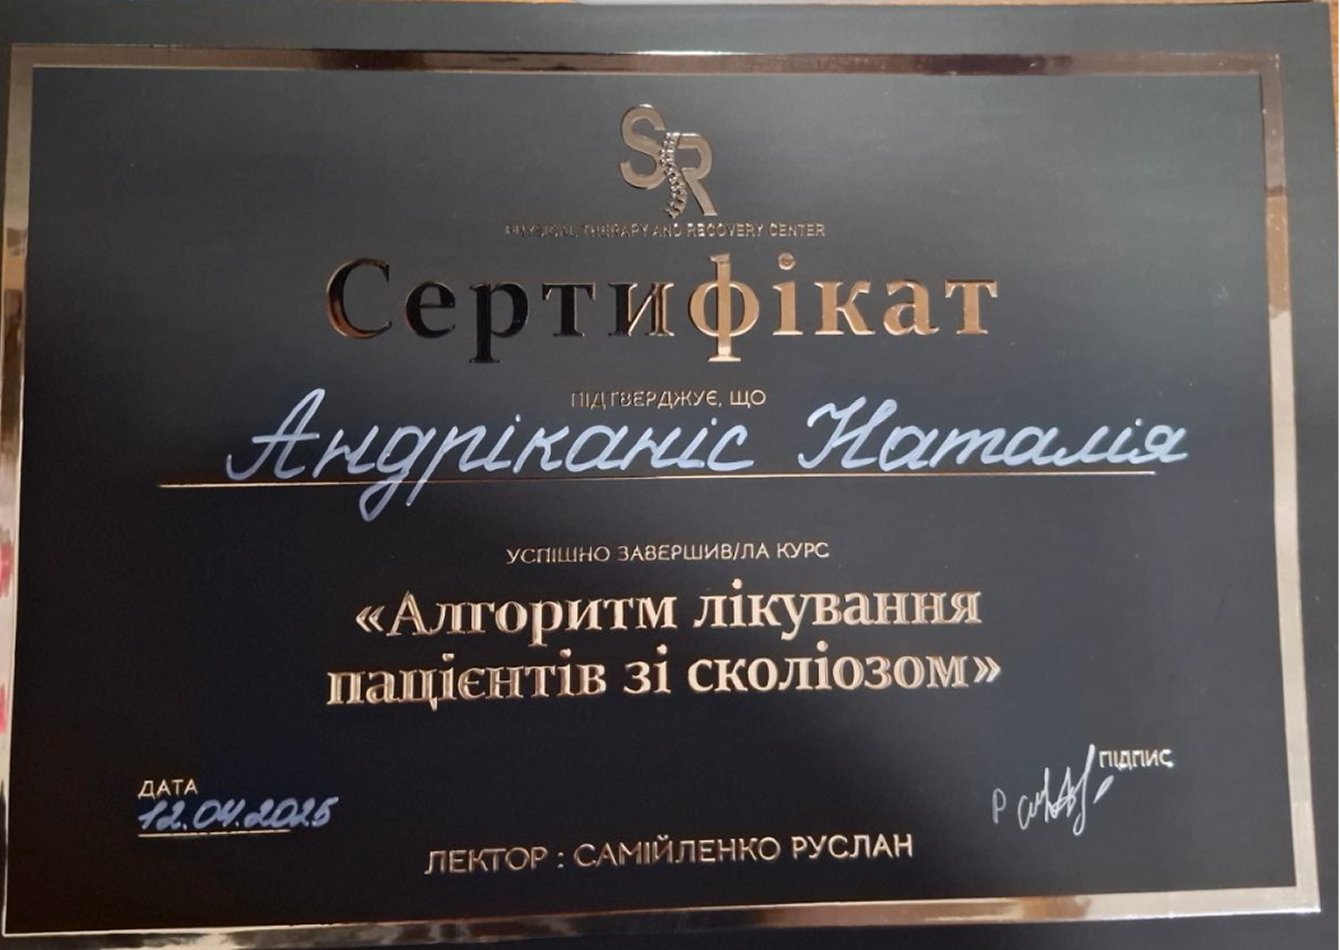 SR
PHYSICAL THERAPY AND RECOVERY CENTER
Сертифікат
ПІДТВЕРДЖУЄ, ЩО
Андріканіс Наталія
УСПІШНО ЗАВЕРШИВ/ЛА КУРС
«Алгоритм лікування
пацієнтів зі сколіозом»
ДАТА
12.04.2025
ПІДПИС
ЛЕКТОР : САМІЙЛЕНКО РУСЛАН